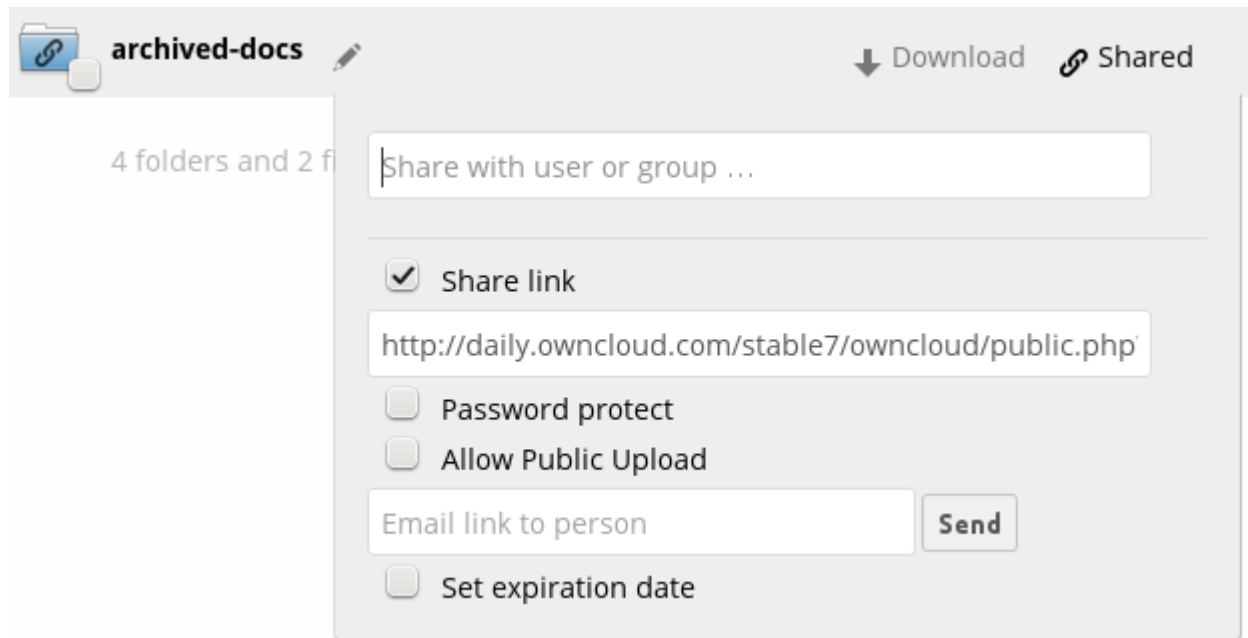 archived-docs
Download
Shared
4 folders and 2
Share with user or group ...
Share link
http://daily.owncloud.com/stable7/owncloud/public.php
Password protect
Allow Public Upload
Email link to person
Send
Set expiration date